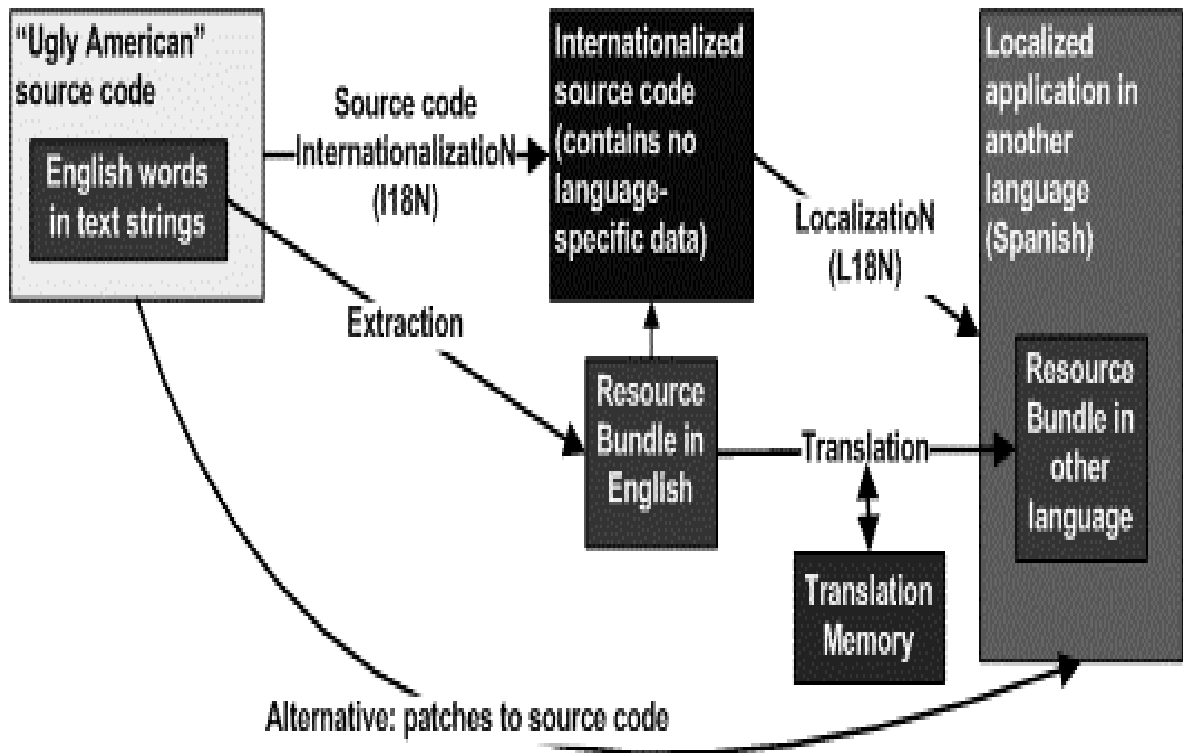 “Ugly American”
source code
English words
in text strings
Source code
InternationalizatioN
(I18N)
Internationalized
source code
(contains no
language-
specific data)
LocalizatioN
(L18N)
Localized
application in
another
language
(Spanish)
Extraction
Resource
Bundle in
English
Translation
Resource
Bundle in
other
language
Translation
Memory
Alternative: patches to source code